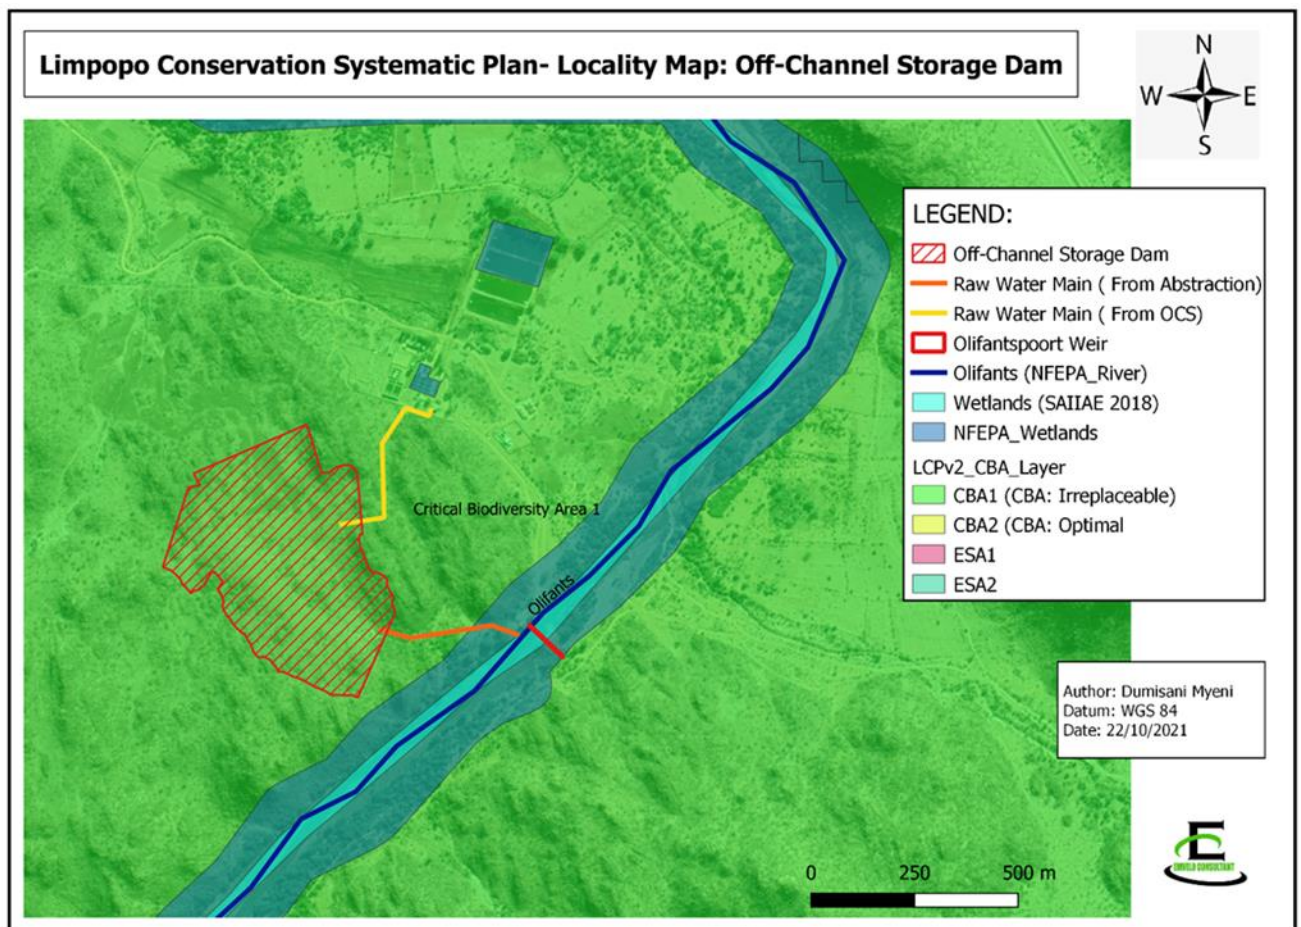 Limpopo Conservation Systematic Plan- Locality Map: Off-Channel Storage Dam
N
W E
S
LEGEND:
Off-Channel Storage Dam
Raw Water Main ( From Abstraction)
Raw Water Main ( From OCS)
Olifantspoort Weir
Olifants (NFEPA_River)
Wetlands (SAIIAE 2018)
NFEPA_Wetlands
LCPv2_CBA_Layer
CBA1 (CBA: Irreplaceable)
CBA2 (CBA: Optimal
ESA1
ESA2
Critical Biodiversity Area 1
Olifants
Author: Dumisani Myeni
Datum: WGS 84
Date: 22/10/2021
0 250 500 m
E
CONSULTANT